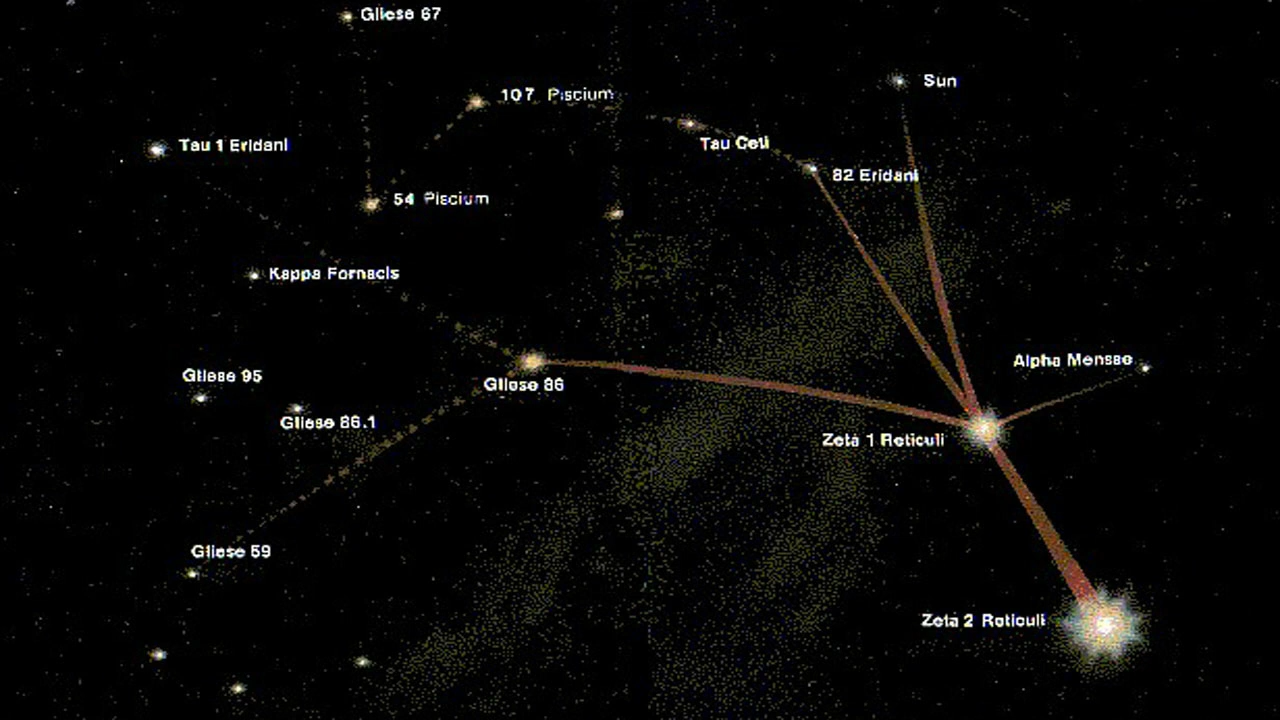 Gliese 67
Sun
107 Piscium
Tau Ceti
Tau 1 Eridani
82 Eridani
54 Piscium
Kappa Fornacis
Alpha Mensae
Gliese 95
Gliese 86
Gliese 86.1
Zeta 1 Reticuli
Gliese 59
Zeta 2 Reticuli